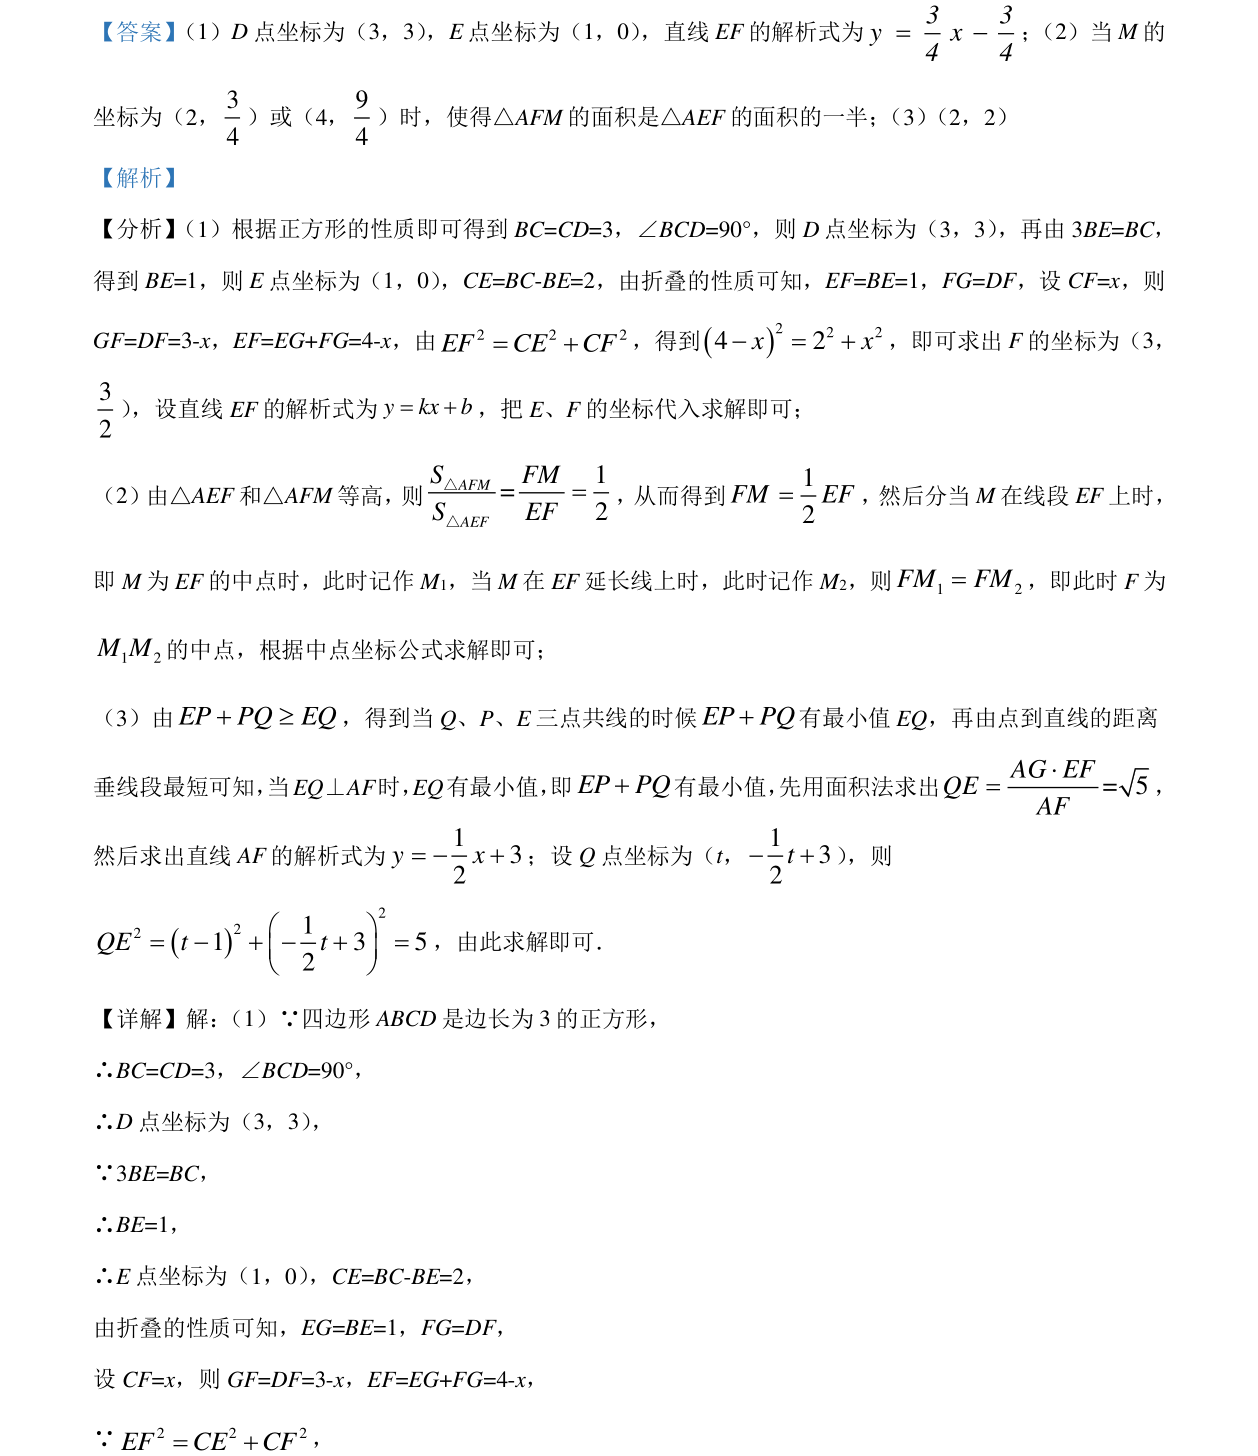 【答案】（1）D 点坐标为（3，3），E 点坐标为（1，0），直线 EF 的解析式为 y = 3/4 x − 3/4；（2）当 M 的
坐标为（2，3/4）或（4，9/4）时，使得△AFM 的面积是△AEF 的面积的一半；（3）（2，2）
【解析】
【分析】（1）根据正方形的性质即可得到 BC=CD=3，∠BCD=90°，则 D 点坐标为（3，3），再由 3BE=BC，
得到 BE=1，则 E 点坐标为（1，0），CE=BC-BE=2，由折叠的性质可知，EF=BE=1，FG=DF，设 CF=x，则
GF=DF=3-x，EF=EG+FG=4-x，由 EF² = CE² + CF²，得到 (4 − x)² = 2² + x²，即可求出 F 的坐标为（3，
3/2），设直线 EF 的解析式为 y = kx + b，把 E、F 的坐标代入求解即可；
（2）由△AEF 和△AFM 等高，则 S△AFM/S△AEF = FM/EF = 1/2，从而得到 FM = 1/2 EF，然后分当 M 在线段 EF 上时，
即 M 为 EF 的中点时，此时记作 M₁，当 M 在 EF 延长线上时，此时记作 M₂，则 FM₁ = FM₂，即此时 F 为
M₁M₂ 的中点，根据中点坐标公式求解即可；
（3）由 EP + PQ ≥ EQ，得到当 Q、P、E 三点共线的时候 EP + PQ 有最小值 EQ，再由点到直线的距离
垂线段最短可知，当 EQ⊥AF 时，EQ 有最小值，即 EP + PQ 有最小值，先用面积法求出 QE = AG·EF/AF = √5，
然后求出直线 AF 的解析式为 y = −1/2 x + 3；设 Q 点坐标为（t，−1/2 t + 3），则
QE² = (t − 1)² + (−1/2 t + 3)² = 5，由此求解即可．
【详解】解：（1）∵四边形 ABCD 是边长为 3 的正方形，
∴BC=CD=3，∠BCD=90°，
∴D 点坐标为（3，3），
∵3BE=BC，
∴BE=1，
∴E 点坐标为（1，0），CE=BC-BE=2，
由折叠的性质可知，EG=BE=1，FG=DF，
设 CF=x，则 GF=DF=3-x，EF=EG+FG=4-x，
∵ EF² = CE² + CF²，